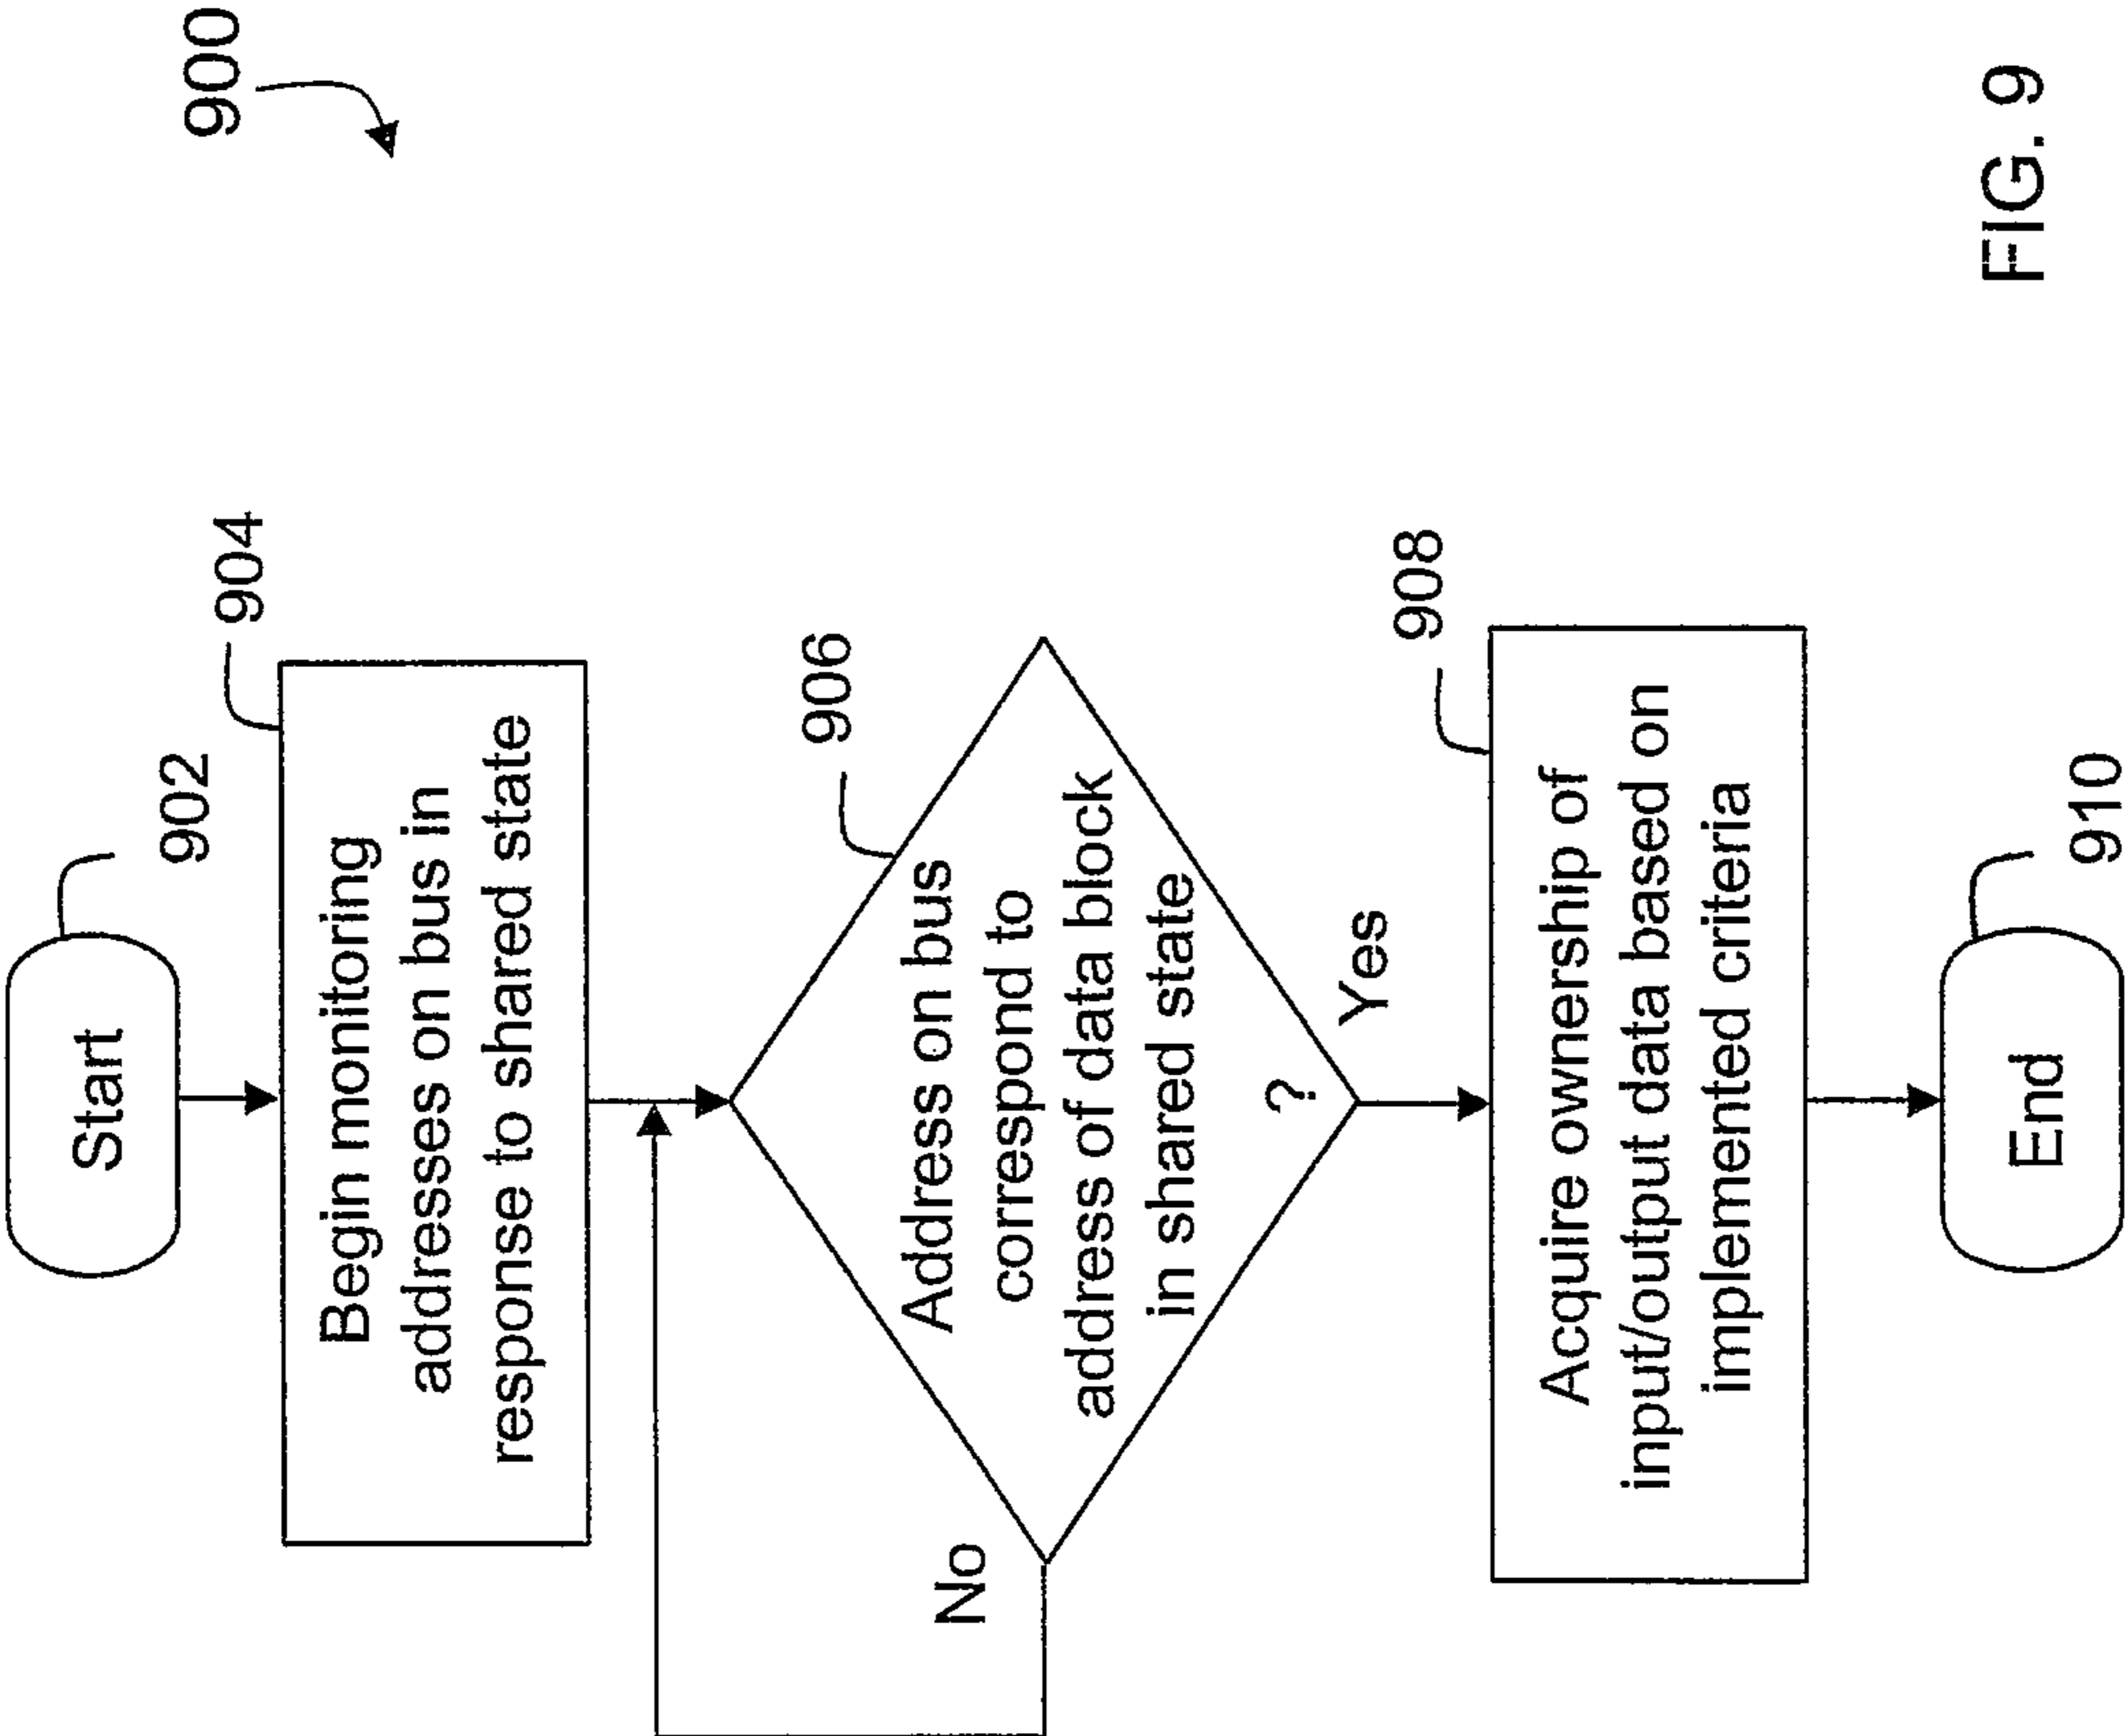 900
Start
902
904
Begin monitoring
addresses on bus in
response to shared state
906
Address on bus
correspond to
address of data block
in shared state
?
No
Yes
908
Acquire ownership of
input/output data based on
implemented criteria
End
910
FIG. 9